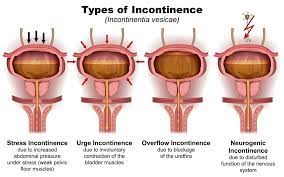 Types of Incontinence
(Incontinentia vesicae)
Stress Incontinence
due to increased
abdominal pressure
under stress (weak pelvic
floor muscles)
Urge Incontinence
due to involuntary
contraction of the
bladder muscles
Overflow Incontinence
due to blockage
of the urethra
Neurogenic
Incontinence
due to disturbed
function of the nervous
system